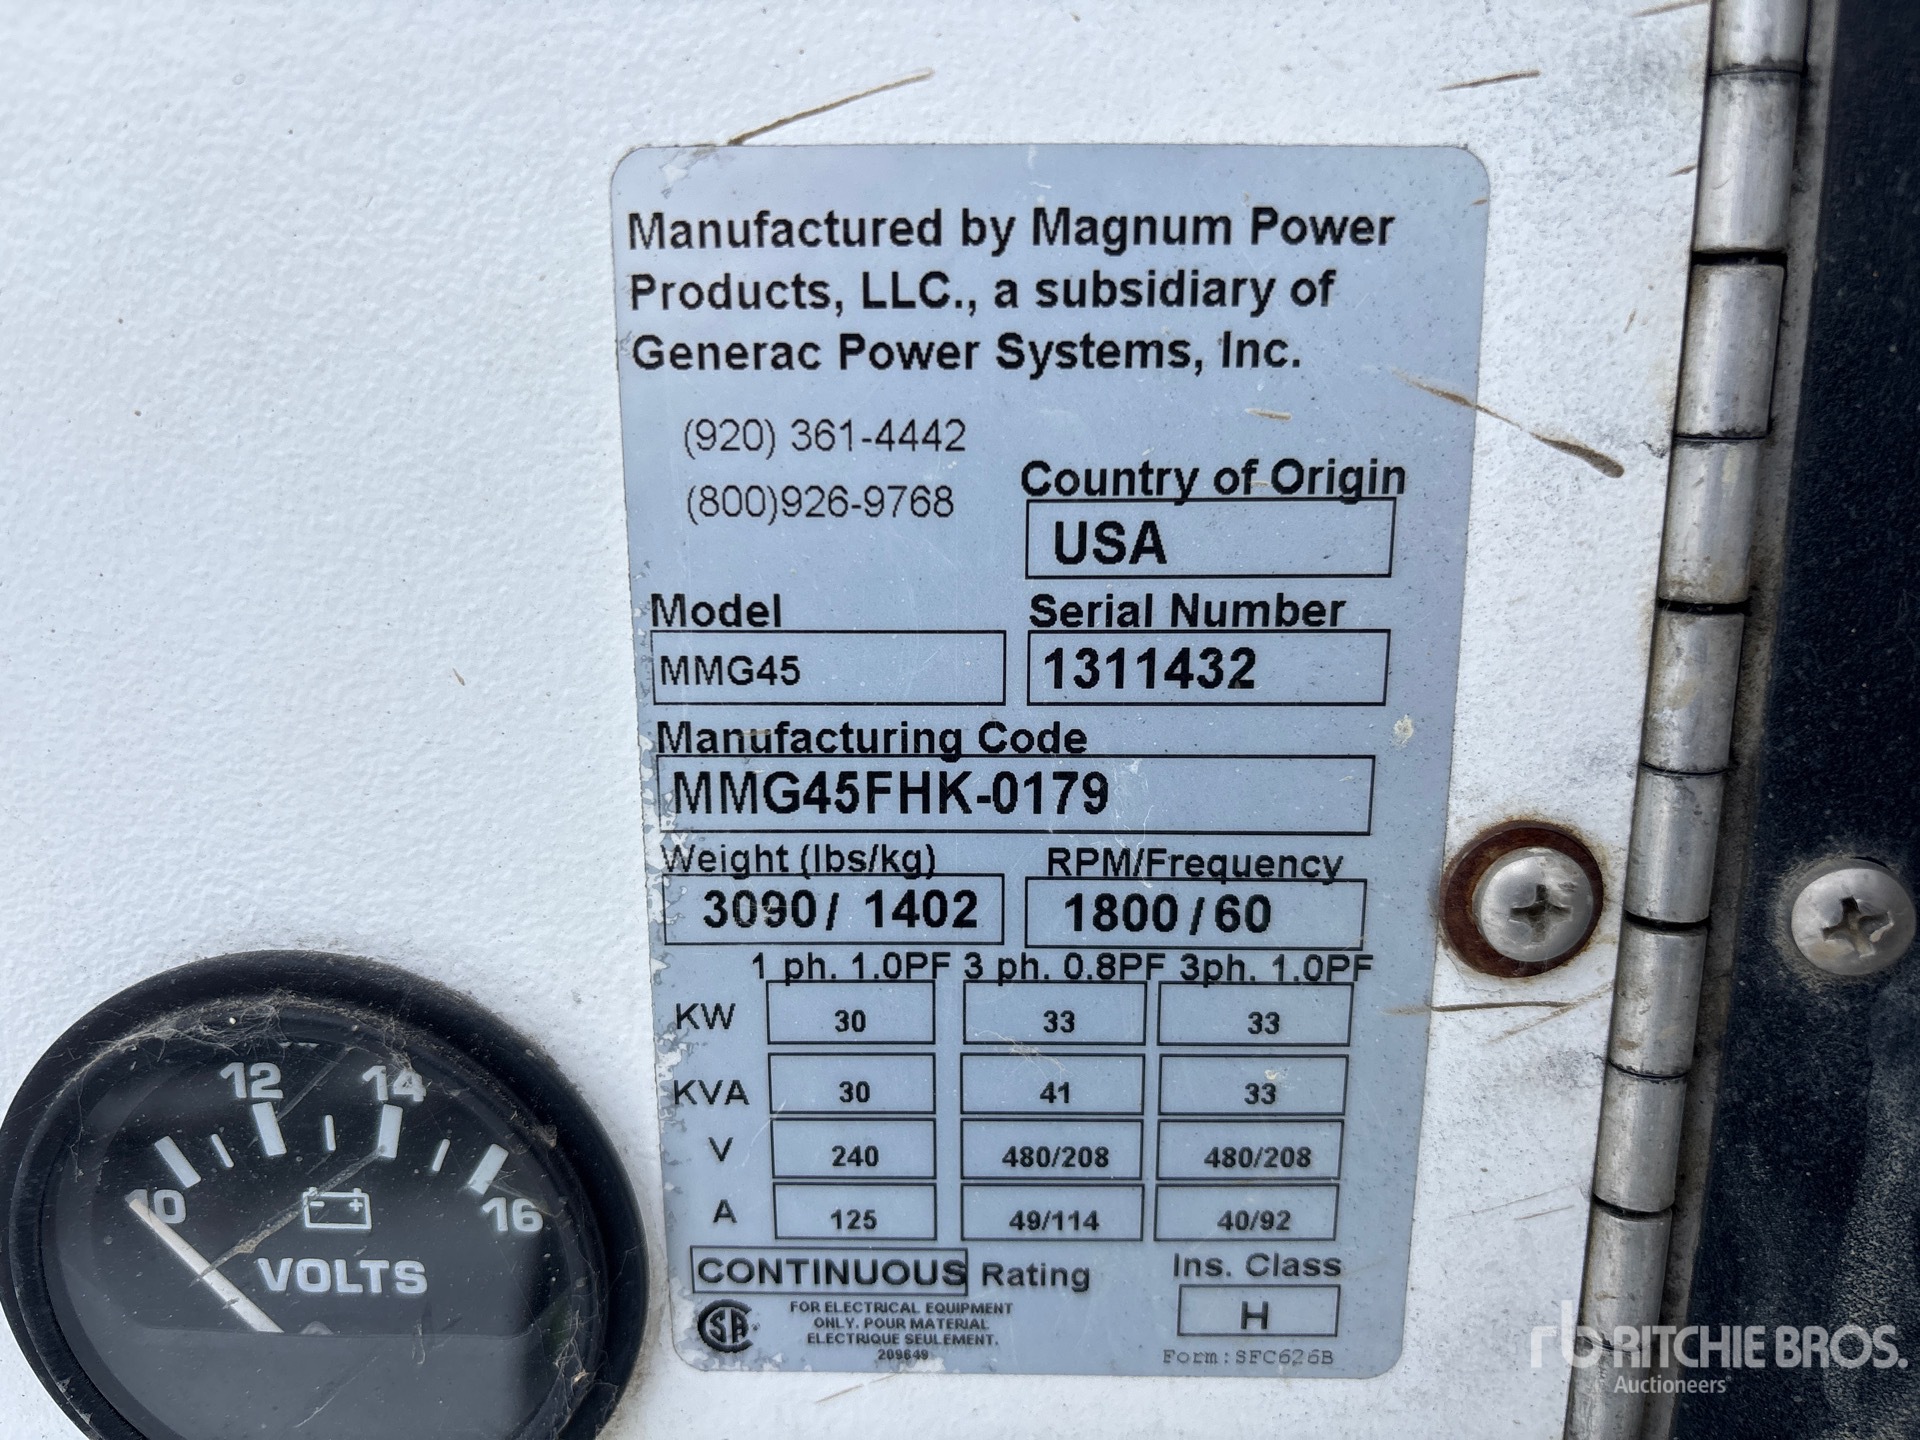 Manufactured by Magnum Power
Products, LLC., a subsidiary of
Generac Power Systems, Inc.
(920) 361-4442
(800)926-9768
Country of Origin
USA
Model
Serial Number
MMG45
1311432
Manufacturing Code
MMG45FHK-0179
Weight (lbs/kg)
RPM/Frequency
3090/ 1402
1800/60
1 ph. 1.0PF 3 ph. 0.8PF 3ph. 1.0PF
KW 30 33 33
KVA 30 41 33
V 240 480/208 480/208
A 125 49/114 40/92
CONTINUOUS Rating
Ins. Class
H
FOR ELECTRICAL EQUIPMENT
ONLY. POUR MATERIAL
ELECTRIQUE SEULEMENT.
209649
Form:SFC626B
10 12 14 16
- +
VOLTS
rb RITCHIE BROS.
Auctioneers